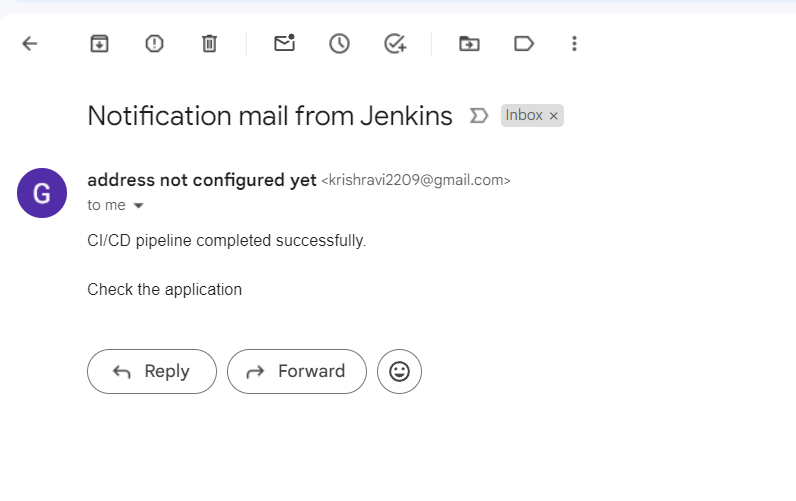 Notification mail from Jenkins Inbox ×
G
address not configured yet <krishravi2209@gmail.com>
to me
CI/CD pipeline completed successfully.
Check the application
Reply Forward